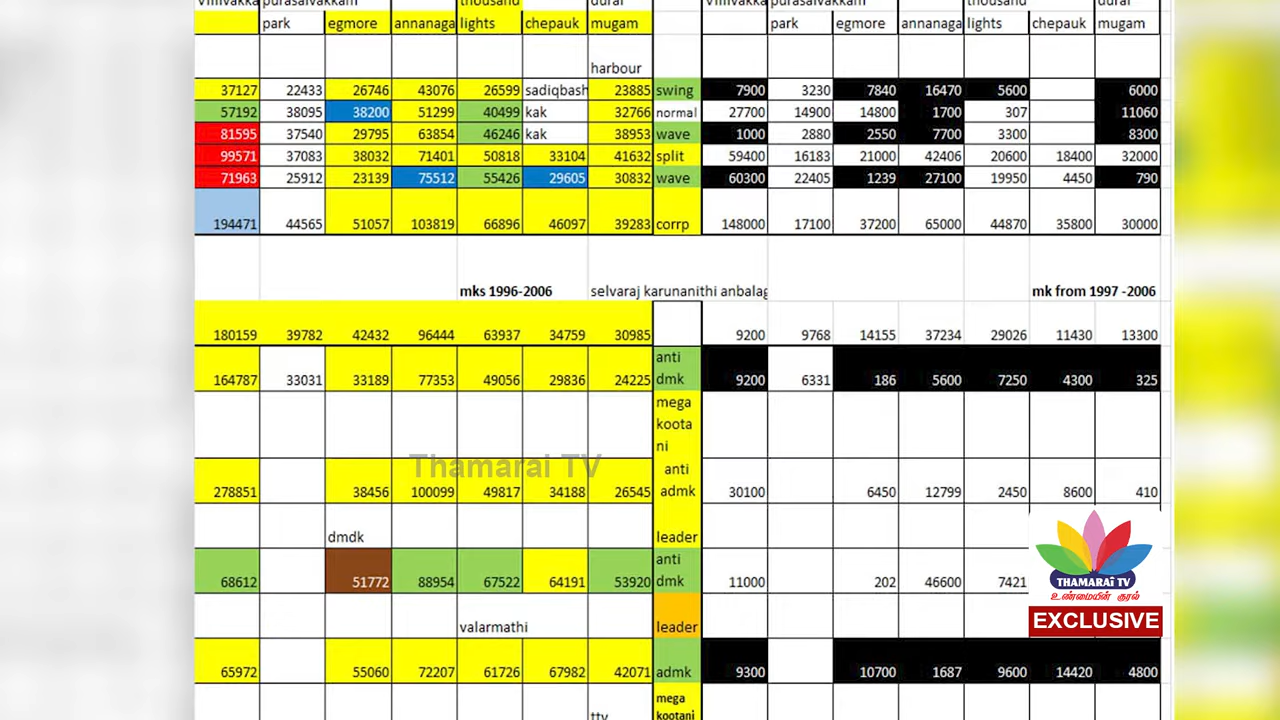 park egmore annanaga lights chepauk mugam park egmore annanaga lights chepauk mugam
harbour
37127 22433 26746 43076 26599 sadiqbash 23885 swing 7900 3230 7840 16470 5600 6000
57192 38095 38200 51299 40499 kak 32766 normal 27700 14900 14800 1700 307 11060
81595 37540 29795 63854 46246 kak 38953 wave 1000 2880 2550 7700 3300 8300
99571 37083 38032 71401 50818 33104 41632 split 59400 16183 21000 42406 20600 18400 32000
71963 25912 23139 75512 55426 29605 30832 wave 60300 22405 1239 27100 19950 4450 790
194471 44565 51057 103819 66896 46097 39283 corrp 148000 17100 37200 65000 44870 35800 30000
mks 1996-2006 selvaraj karunanithi anbalag mk from 1997 -2006
180159 39782 42432 96444 63937 34759 30985 9200 9768 14155 37234 29026 11430 13300
anti
164787 33031 33189 77353 49056 29836 24225 dmk 9200 6331 186 5600 7250 4300 325
mega
koota
ni
Thamarai TV
anti
278851 38456 100099 49817 34188 26545 admk 30100 6450 12799 2450 8600 410
dmdk leader
anti
68612 51772 88954 67522 64191 53920 dmk 11000 202 46600 7421
THAMARAI TV
உண்மையின் குரல்
EXCLUSIVE
valarmathi leader
65972 55060 72207 61726 67982 42071 admk 9300 10700 1687 9600 14420 4800
mega
kootani